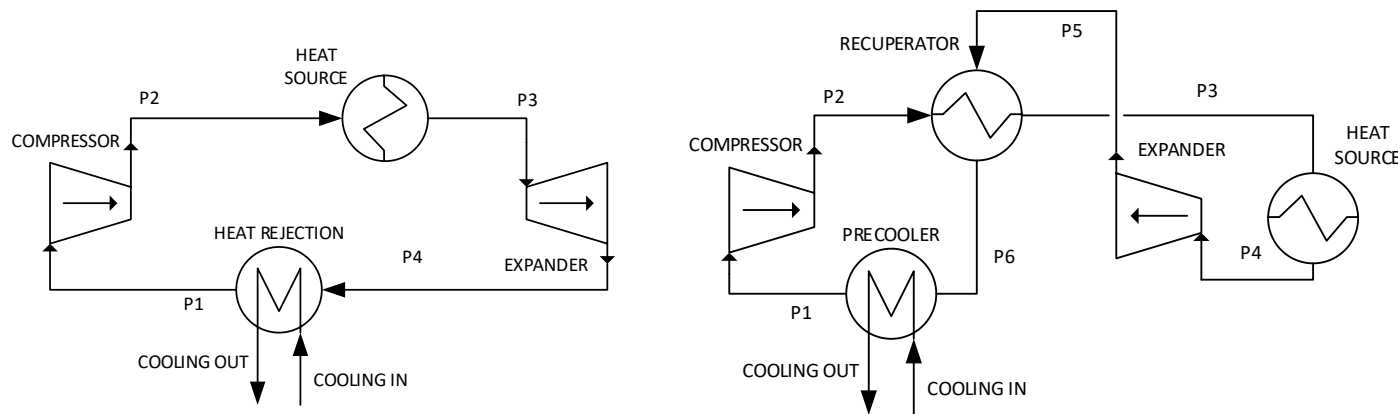 HEAT
SOURCE
P2
P3
COMPRESSOR
HEAT REJECTION
P4
EXPANDER
P1
COOLING OUT
COOLING IN
P5
RECUPERATOR
P2
P3
COMPRESSOR
EXPANDER
HEAT
SOURCE
PRECOOLER
P6
P4
P1
COOLING OUT
COOLING IN